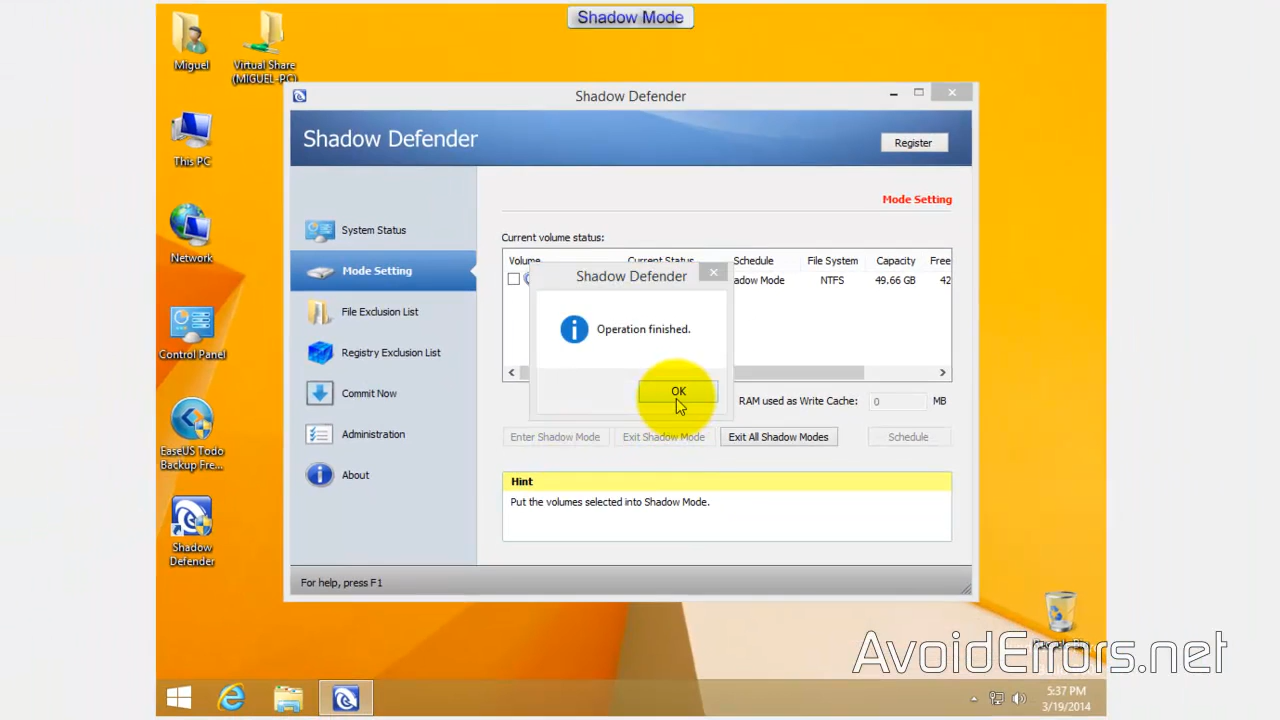 Shadow Mode
Miguel
Virtual Share
(MIGUEL-PC)
This PC
Network
Control Panel
EaseUS Todo
Backup Fre...
Shadow
Defender
Shadow Defender
Shadow Defender
Register
System Status
Mode Setting
File Exclusion List
Registry Exclusion List
Commit Now
Administration
About
Mode Setting
Current volume status:
Volume Current Status Schedule File System Capacity Free
adow Mode NTFS 49.66 GB 42
Shadow Defender
Operation finished.
OK
RAM used as Write Cache: 0 MB
Enter Shadow Mode Exit Shadow Mode Exit All Shadow Modes Schedule
Hint
Put the volumes selected into Shadow Mode.
For help, press F1
AvoidErrors.net
5:37 PM
3/19/2014